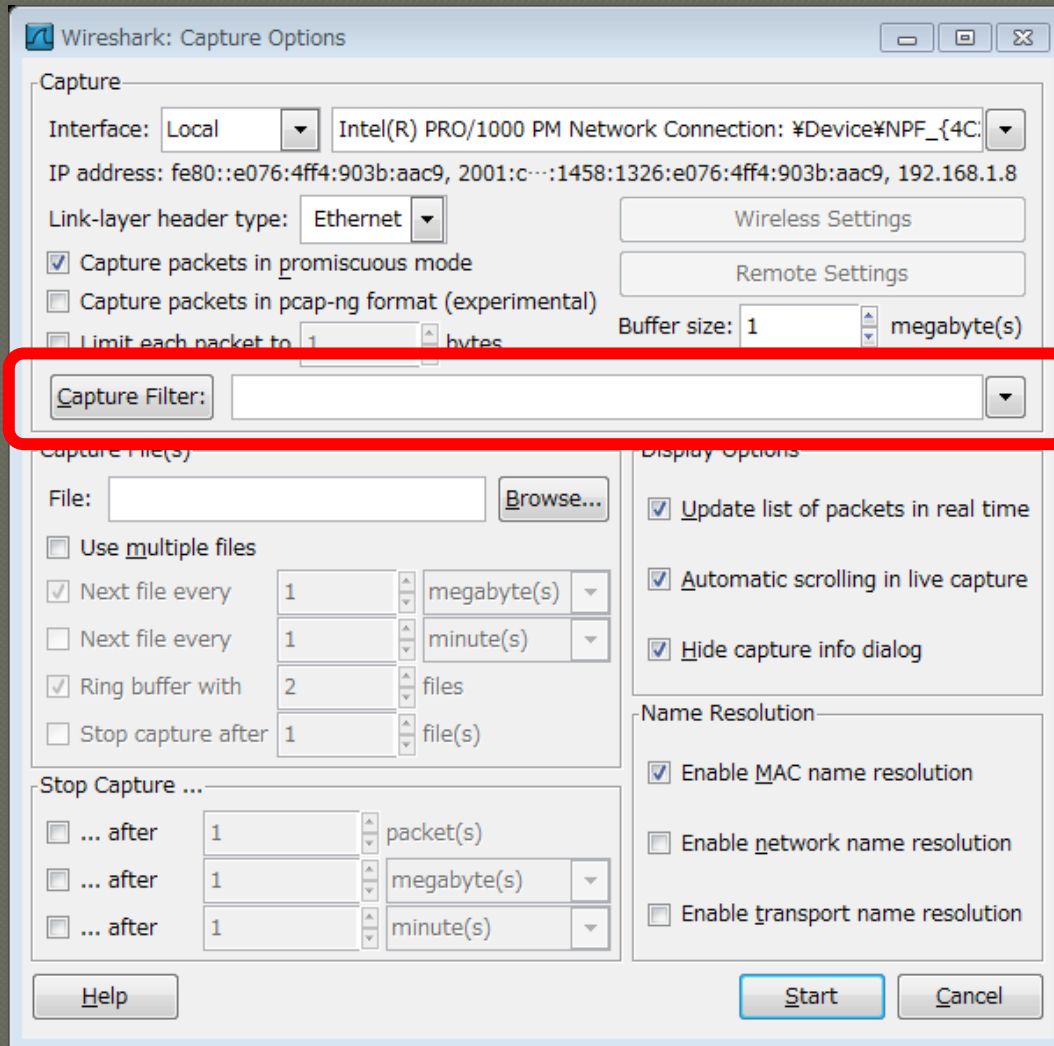 Wireshark: Capture Options
Capture
Interface: Local Intel(R) PRO/1000 PM Network Connection: ¥Device¥NPF_{4C
IP address: fe80::e076:4ff4:903b:aac9, 2001:c…:1458:1326:e076:4ff4:903b:aac9, 192.168.1.8
Link-layer header type: Ethernet
Wireless Settings
Capture packets in promiscuous mode
Remote Settings
Capture packets in pcap-ng format (experimental)
Buffer size: 1 megabyte(s)
Limit each packet to 1 bytes
Capture Filter:
Capture File(s)
File: Browse...
Use multiple files
Next file every 1 megabyte(s)
Next file every 1 minute(s)
Ring buffer with 2 files
Stop capture after 1 file(s)
Stop Capture ...
... after 1 packet(s)
... after 1 megabyte(s)
... after 1 minute(s)
Display Options
Update list of packets in real time
Automatic scrolling in live capture
Hide capture info dialog
Name Resolution
Enable MAC name resolution
Enable network name resolution
Enable transport name resolution
Help
Start
Cancel